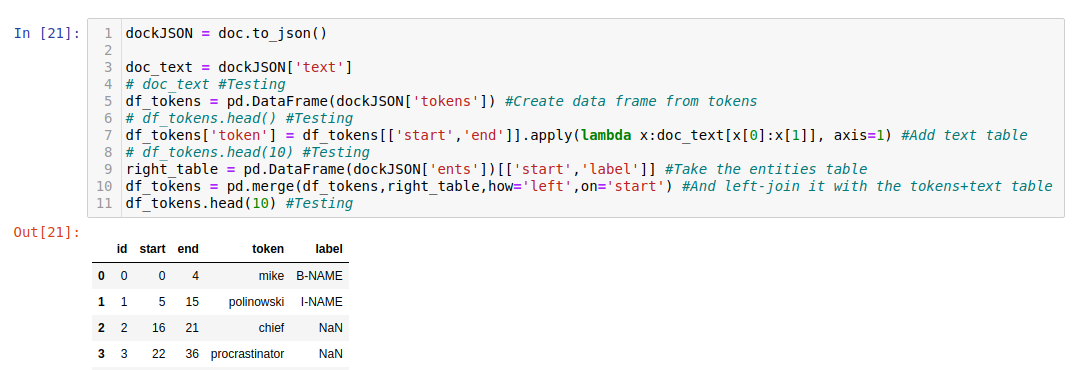 In [21]:
1 dockJSON = doc.to_json()
2
3 doc_text = dockJSON['text']
4 # doc_text #Testing
5 df_tokens = pd.DataFrame(dockJSON['tokens']) #Create data frame from tokens
6 # df_tokens.head() #Testing
7 df_tokens['token'] = df_tokens[['start','end']].apply(lambda x:doc_text[x[0]:x[1]], axis=1) #Add text table
8 # df_tokens.head(10) #Testing
9 right_table = pd.DataFrame(dockJSON['ents'])[['start','label']] #Take the entities table
10 df_tokens = pd.merge(df_tokens,right_table,how='left',on='start') #And left-join it with the tokens+text table
11 df_tokens.head(10) #Testing
Out[21]:
id start end token label
0 0 0 4 mike B-NAME
1 1 5 15 polinowski I-NAME
2 2 16 21 chief NaN
3 3 22 36 procrastinator NaN